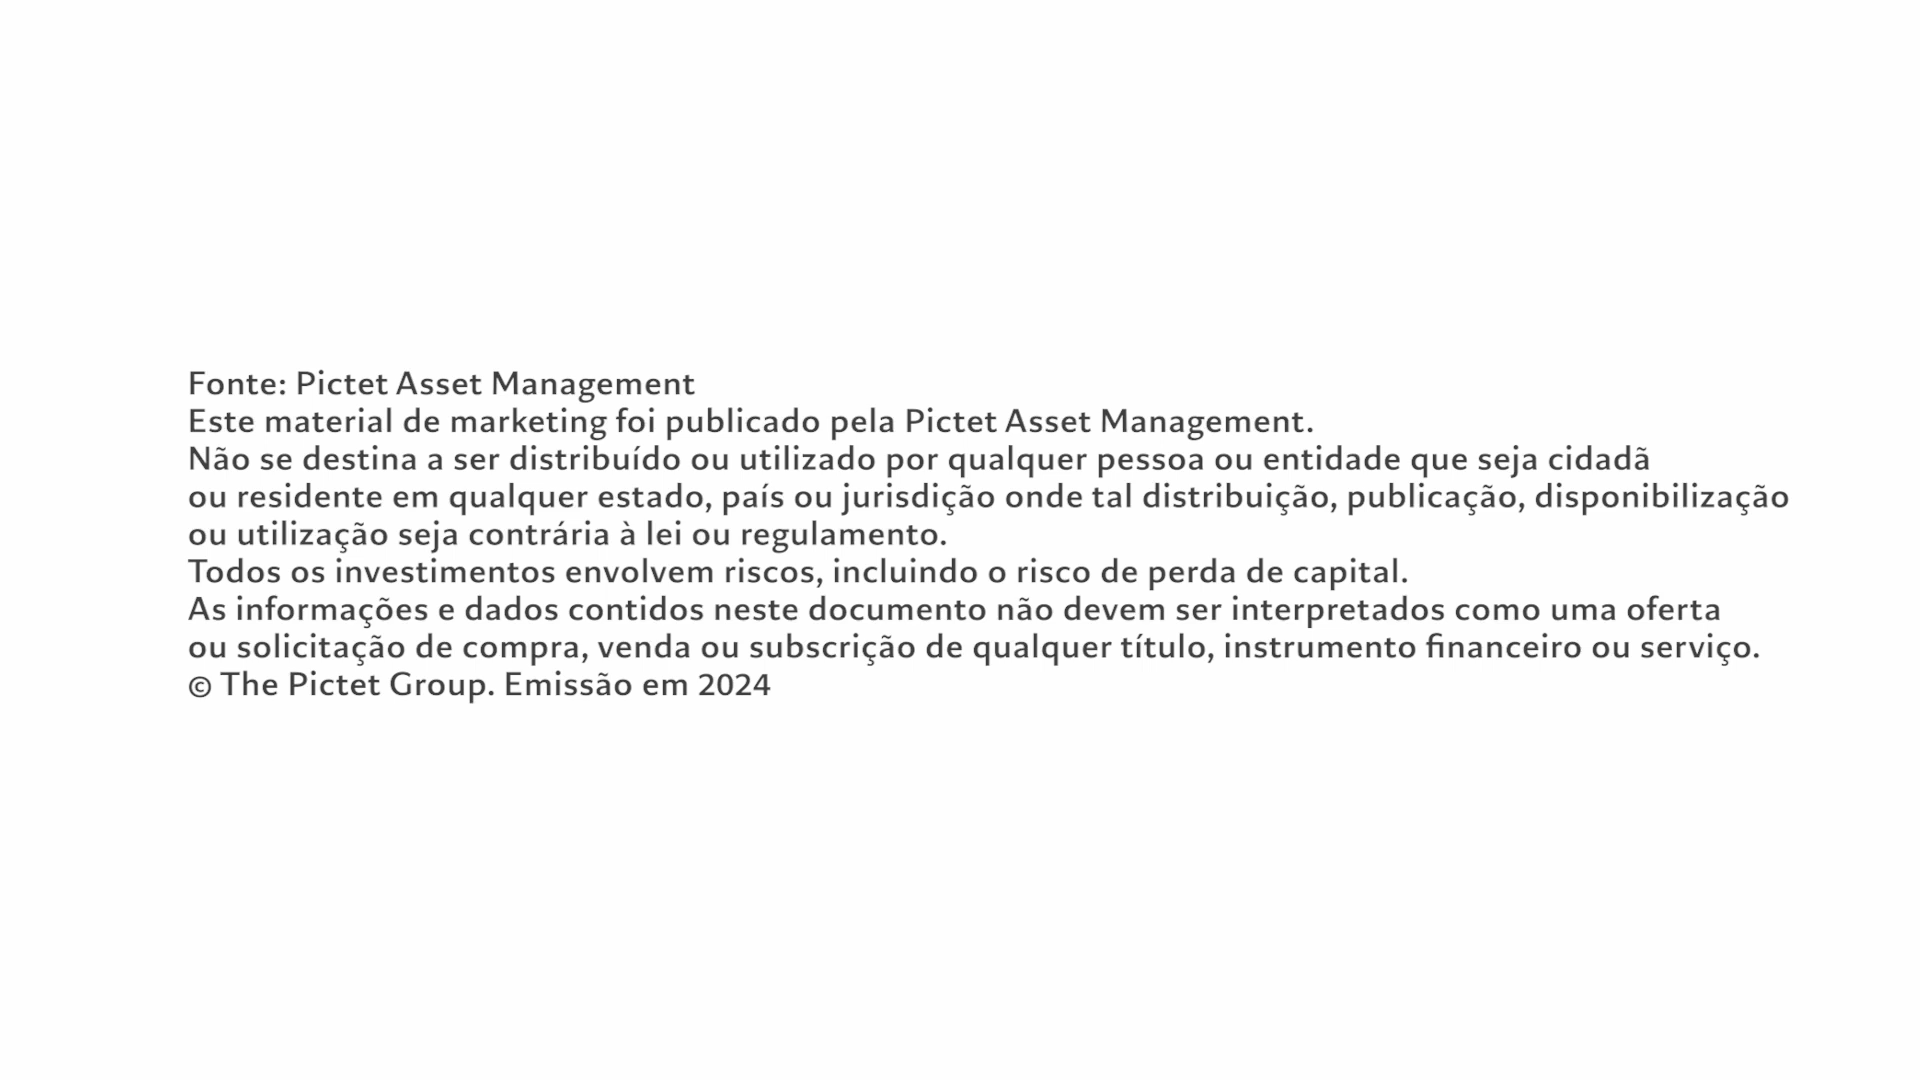 Fonte: Pictet Asset Management
Este material de marketing foi publicado pela Pictet Asset Management.
Não se destina a ser distribuído ou utilizado por qualquer pessoa ou entidade que seja cidadã
ou residente em qualquer estado, país ou jurisdição onde tal distribuição, publicação, disponibilização
ou utilização seja contrária à lei ou regulamento.
Todos os investimentos envolvem riscos, incluindo o risco de perda de capital.
As informações e dados contidos neste documento não devem ser interpretados como uma oferta
ou solicitação de compra, venda ou subscrição de qualquer título, instrumento financeiro ou serviço.
© The Pictet Group. Emissão em 2024